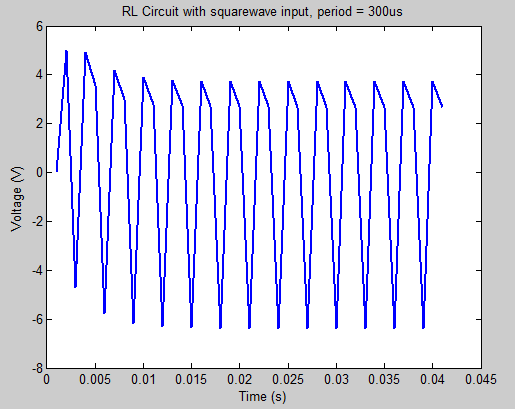 RL Circuit with squarewave input, period = 300us
6
4
2
0
-2
-4
-6
-8
Voltage (V)
0 0.005 0.01 0.015 0.02 0.025 0.03 0.035 0.04 0.045
Time (s)